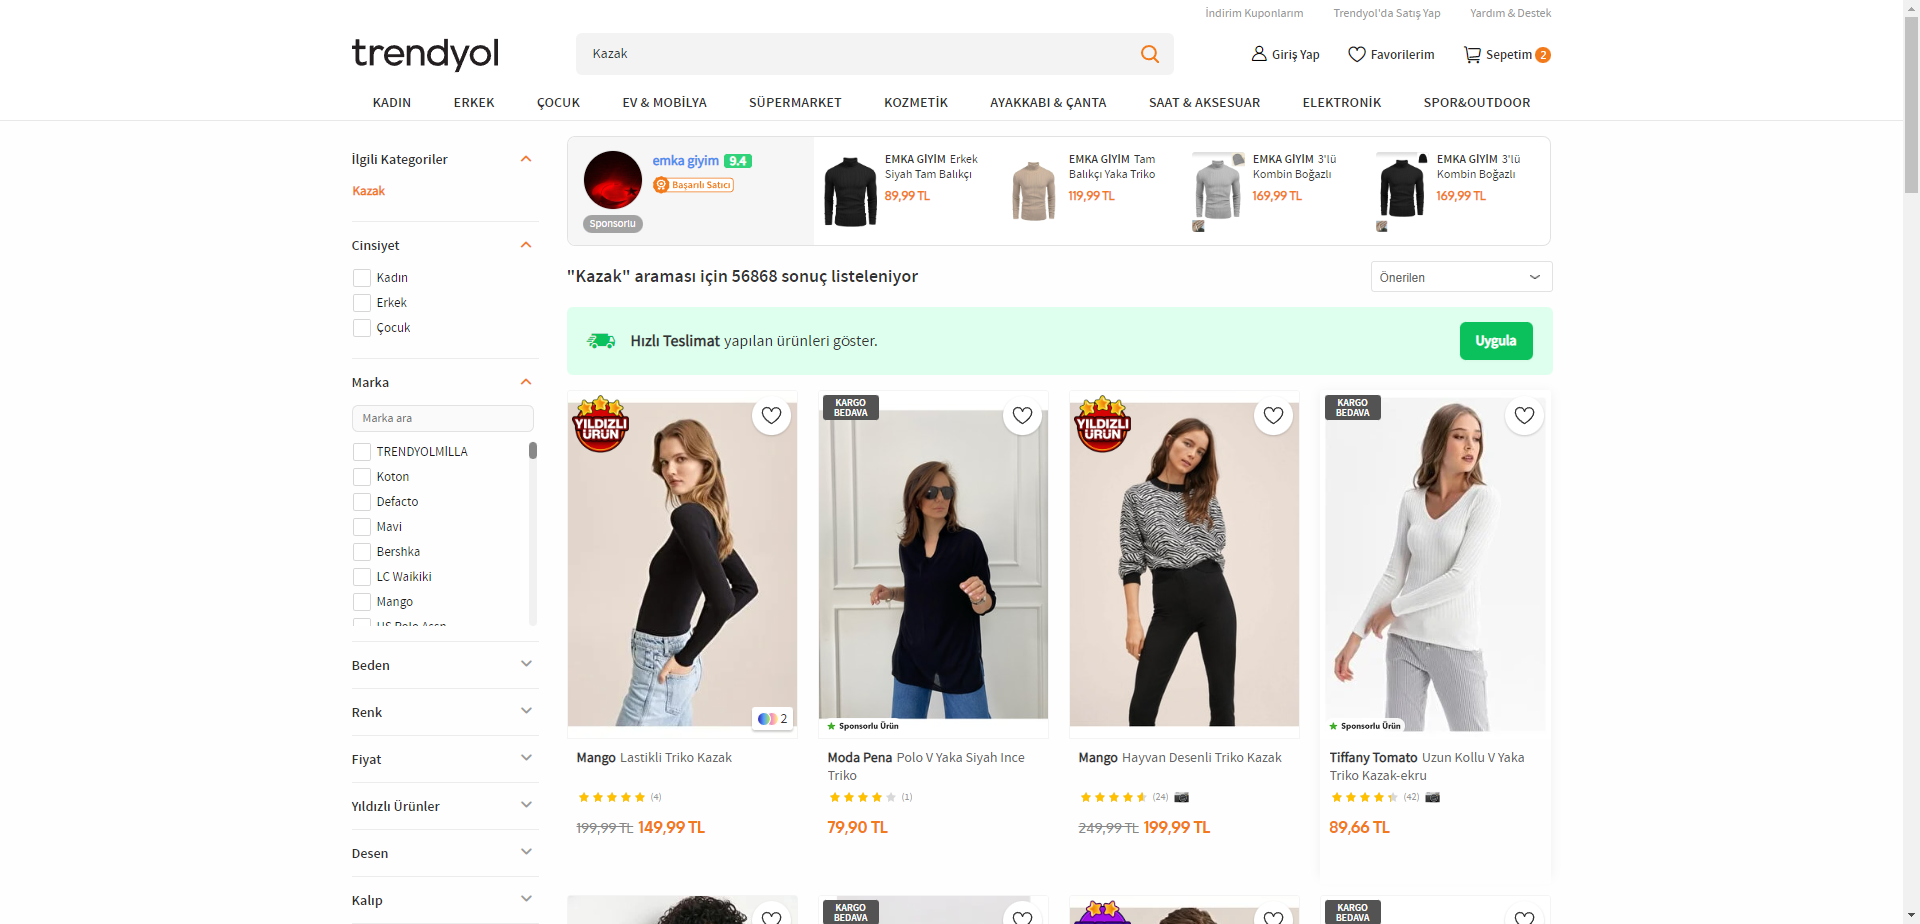 İndirim Kuponlarım
Trendyol'da Satış Yap
Yardım & Destek
trendyol
Kazak
Giriş Yap
Favorilerim
Sepetim 2
KADIN
ERKEK
ÇOCUK
EV & MOBİLYA
SÜPERMARKET
KOZMETİK
AYAKKABI & ÇANTA
SAAT & AKSESUAR
ELEKTRONİK
SPOR&OUTDOOR
İlgili Kategoriler
Kazak
Cinsiyet
Kadın
Erkek
Çocuk
Marka
Marka ara
TRENDYOLMİLLA
Koton
Defacto
Mavi
Bershka
LC Waikiki
Mango
US Polo Assn
Beden
Renk
Fiyat
Yıldızlı Ürünler
Desen
Kalıp
emka giyim 9.4
Başarılı Satıcı
Sponsorlu
EMKA GİYİM Erkek
Siyah Tam Balıkçı
89,99 TL
EMKA GİYİM Tam
Balıkçı Yaka Triko
119,99 TL
EMKA GİYİM 3'lü
Kombin Boğazlı
169,99 TL
EMKA GİYİM 3'lü
Kombin Boğazlı
169,99 TL
"Kazak" araması için 56868 sonuç listeleniyor
Önerilen
Hızlı Teslimat yapılan ürünleri göster.
Uygula
YILDIZLI
ÜRÜN
2
Mango Lastikli Triko Kazak
(4)
199,99 TL 149,99 TL
KARGO
BEDAVA
Sponsorlu Ürün
Moda Pena Polo V Yaka Siyah Ince
Triko
(1)
79,90 TL
YILDIZLI
ÜRÜN
Mango Hayvan Desenli Triko Kazak
(24)
249,99 TL 199,99 TL
KARGO
BEDAVA
Sponsorlu Ürün
Tiffany Tomato Uzun Kollu V Yaka
Triko Kazak-ekru
(42)
89,66 TL
KARGO
BEDAVA
KARGO
BEDAVA